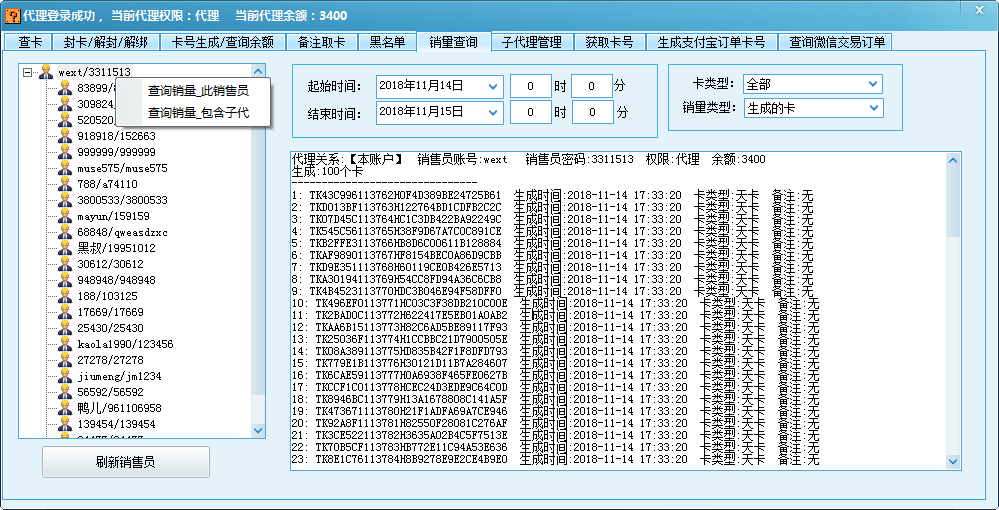 代理登录成功 ，当前代理权限：代理　当前代理余额：3400
查卡 封卡/解封/解绑 卡号生成/查询余额 备注取卡 黑名单 销量查询 子代理管理 获取卡号 生成支付宝订单卡号 查询微信交易订单
wext/3311513
查询销量_此销售员
查询销量_包含子代
918918/152663
999999/999999
muse575/muse575
788/a74110
3800533/3800533
mayun/159159
68848/qweasdzxc
黑叔/19951012
30612/30612
948948/948948
188/103125
17669/17669
25430/25430
kaola1990/123456
27278/27278
jiumeng/jm1234
56592/56592
鸭儿/961106958
139454/139454
刷新销售员
起始时间： 2018年11月14日 0 时 0 分
结束时间： 2018年11月15日 0 时 0 分
卡类型： 全部
销量类型： 生成的卡
代理关系:【本账户】 销售员账号:wext 销售员密码:3311513 权限:代理 余额:3400
生成:100个卡
-------------------------------
1: TK43C996113762H0F4D389BE24725B61 生成时间:2018-11-14 17:33:20 卡类型:天卡 备注:无
2: TKD013BF113763H122764BD1CDFB2C2C 生成时间:2018-11-14 17:33:20 卡类型:天卡 备注:无
3: TK07D45C113764HC1C3DB422BA92249C 生成时间:2018-11-14 17:33:20 卡类型:天卡 备注:无
4: TK545C56113765H38F9D67A7C0C891CE 生成时间:2018-11-14 17:33:20 卡类型:天卡 备注:无
5: TKB2FFE3113766HB8D6C00611B128884 生成时间:2018-11-14 17:33:20 卡类型:天卡 备注:无
6: TKAF9890113767HF8154BEC0A86D9CBB 生成时间:2018-11-14 17:33:20 卡类型:天卡 备注:无
7: TKD9E351113768H60119CE0B426E5713 生成时间:2018-11-14 17:33:20 卡类型:天卡 备注:无
8: TKA30194113769H54CC8FD94A36C6CB8 生成时间:2018-11-14 17:33:20 卡类型:天卡 备注:无
9: TK4B4523113770HDC3B046E94F56DFF0 生成时间:2018-11-14 17:33:20 卡类型:天卡 备注:无
10: TK496EF0113771HC03C3F38DB210C00E 生成时间:2018-11-14 17:33:20 卡类型:天卡 备注:无
11: TK2BAD0C113772H622417E5EB01A0AB2 生成时间:2018-11-14 17:33:20 卡类型:天卡 备注:无
12: TKAA6B15113773H82C6AD5BE89117F93 生成时间:2018-11-14 17:33:20 卡类型:天卡 备注:无
13: TK25036F113774H1CCBBC21D7900505E 生成时间:2018-11-14 17:33:20 卡类型:天卡 备注:无
14: TK08A389113775HD835B42F1F8DFD793 生成时间:2018-11-14 17:33:20 卡类型:天卡 备注:无
15: TK779E1B113776H30121D11B7A284607 生成时间:2018-11-14 17:33:20 卡类型:天卡 备注:无
16: TK6CAE59113777H0A6938F465FE0627B 生成时间:2018-11-14 17:33:20 卡类型:天卡 备注:无
17: TKCCF1C0113778HCEC24D3EDE9C64C0D 生成时间:2018-11-14 17:33:20 卡类型:天卡 备注:无
18: TK8946BC113779H13A1678808C141A5F 生成时间:2018-11-14 17:33:20 卡类型:天卡 备注:无
19: TK473671113780H21F1ADFA69A7CE946 生成时间:2018-11-14 17:33:20 卡类型:天卡 备注:无
20: TK92A8F1113781H82550F28081C276AF 生成时间:2018-11-14 17:33:20 卡类型:天卡 备注:无
21: TK3CE522113782H3635A02B4C5F7513E 生成时间:2018-11-14 17:33:20 卡类型:天卡 备注:无
22: TK70B5CF113783HB772E11C94A53E636 生成时间:2018-11-14 17:33:20 卡类型:天卡 备注:无
23: TK8E1C76113784H8B9278E9E2CE4B9E0 生成时间:2018-11-14 17:33:20 卡类型:天卡 备注:无